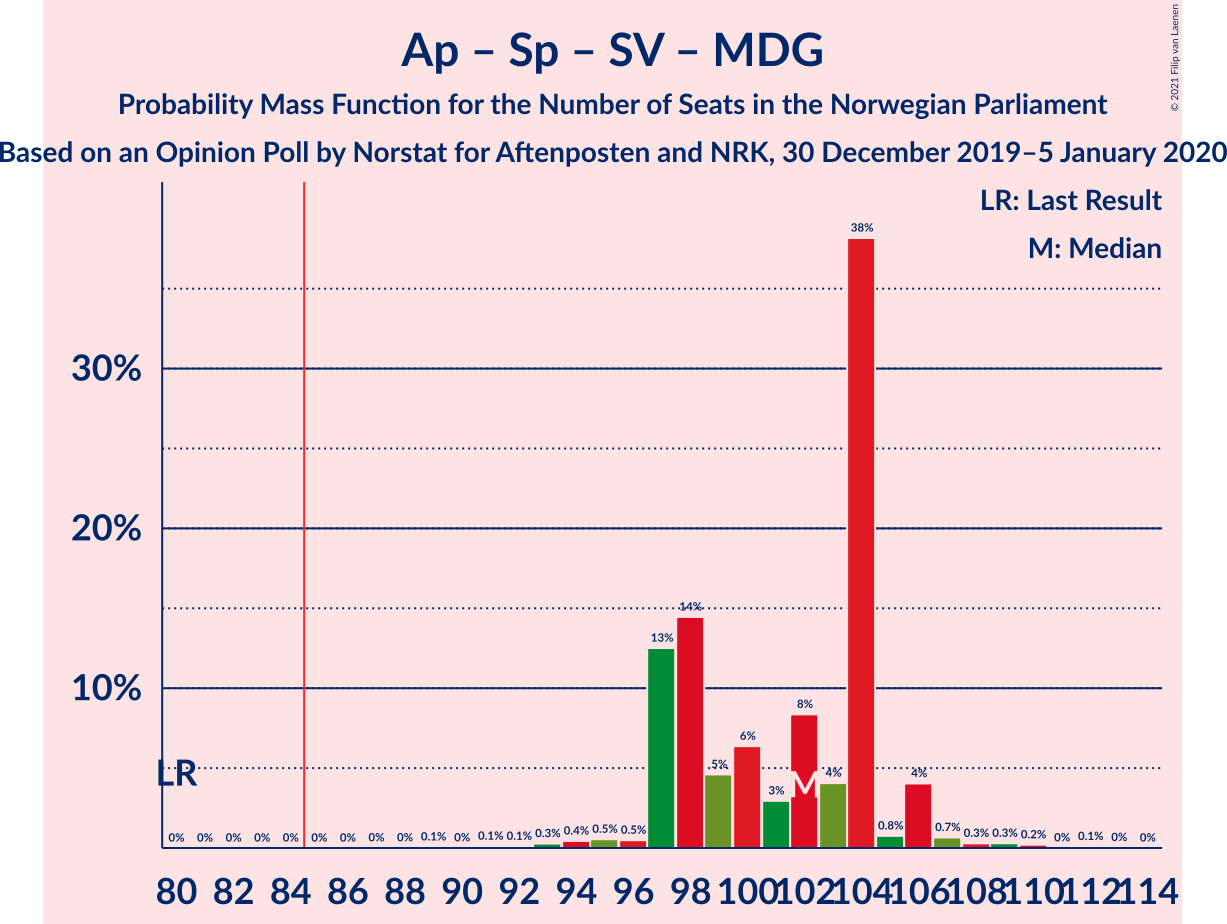 Ap – Sp – SV – MDG
Probability Mass Function for the Number of Seats in the Norwegian Parliament
Based on an Opinion Poll by Norstat for Aftenposten and NRK, 30 December 2019–5 January 2020
© 2021 Filip van Laenen
LR: Last Result
M: Median
38%
30%
20%
14%
13%
10%
8%
6%
LR
5%
M
4%
4%
3%
0% 0% 0% 0% 0% 0% 0% 0% 0% 0.1% 0% 0.1% 0.1% 0.3% 0.4% 0.5% 0.5% 0.8% 0.7% 0.3% 0.3% 0.2% 0% 0.1% 0% 0%
80 82 84 86 88 90 92 94 96 98 100 102 104 106 108 110 112 114